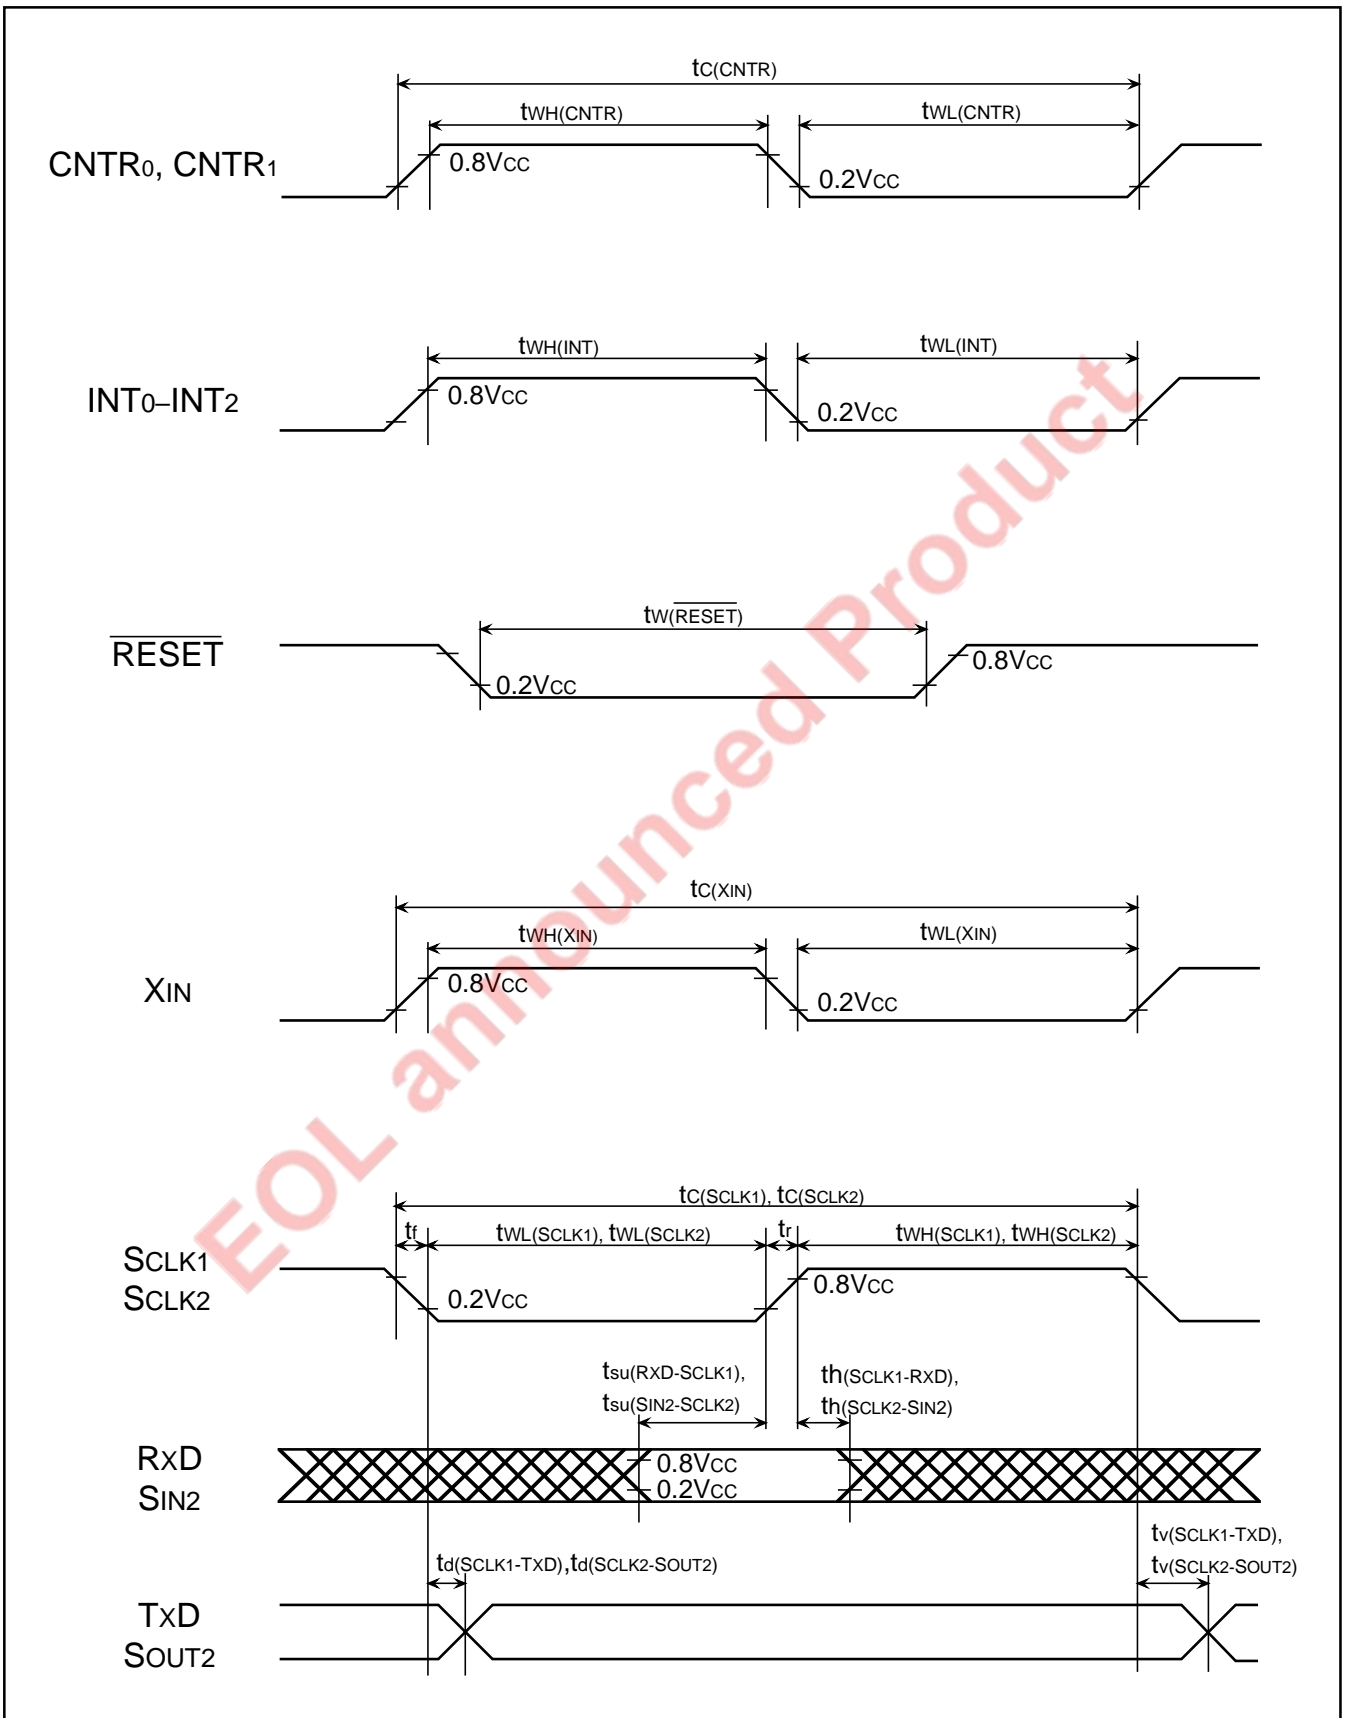 tC(CNTR)
tWH(CNTR)
tWL(CNTR)
CNTR0, CNTR1
0.8VCC
0.2VCC
tWH(INT)
tWL(INT)
INT0–INT2
0.8VCC
0.2VCC
tW(RESET)
RESET
0.2VCC
0.8VCC
tC(XIN)
tWH(XIN)
tWL(XIN)
XIN
0.8VCC
0.2VCC
tC(SCLK1), tC(SCLK2)
tf
tWL(SCLK1), tWL(SCLK2)
tr
tWH(SCLK1), tWH(SCLK2)
SCLK1
SCLK2
0.2VCC
0.8VCC
tsu(RXD-SCLK1),
tsu(SIN2-SCLK2)
th(SCLK1-RXD),
th(SCLK2-SIN2)
RXD
SIN2
0.8VCC
0.2VCC
td(SCLK1-TXD),td(SCLK2-SOUT2)
tv(SCLK1-TXD),
tv(SCLK2-SOUT2)
TXD
SOUT2
EOL announced Product